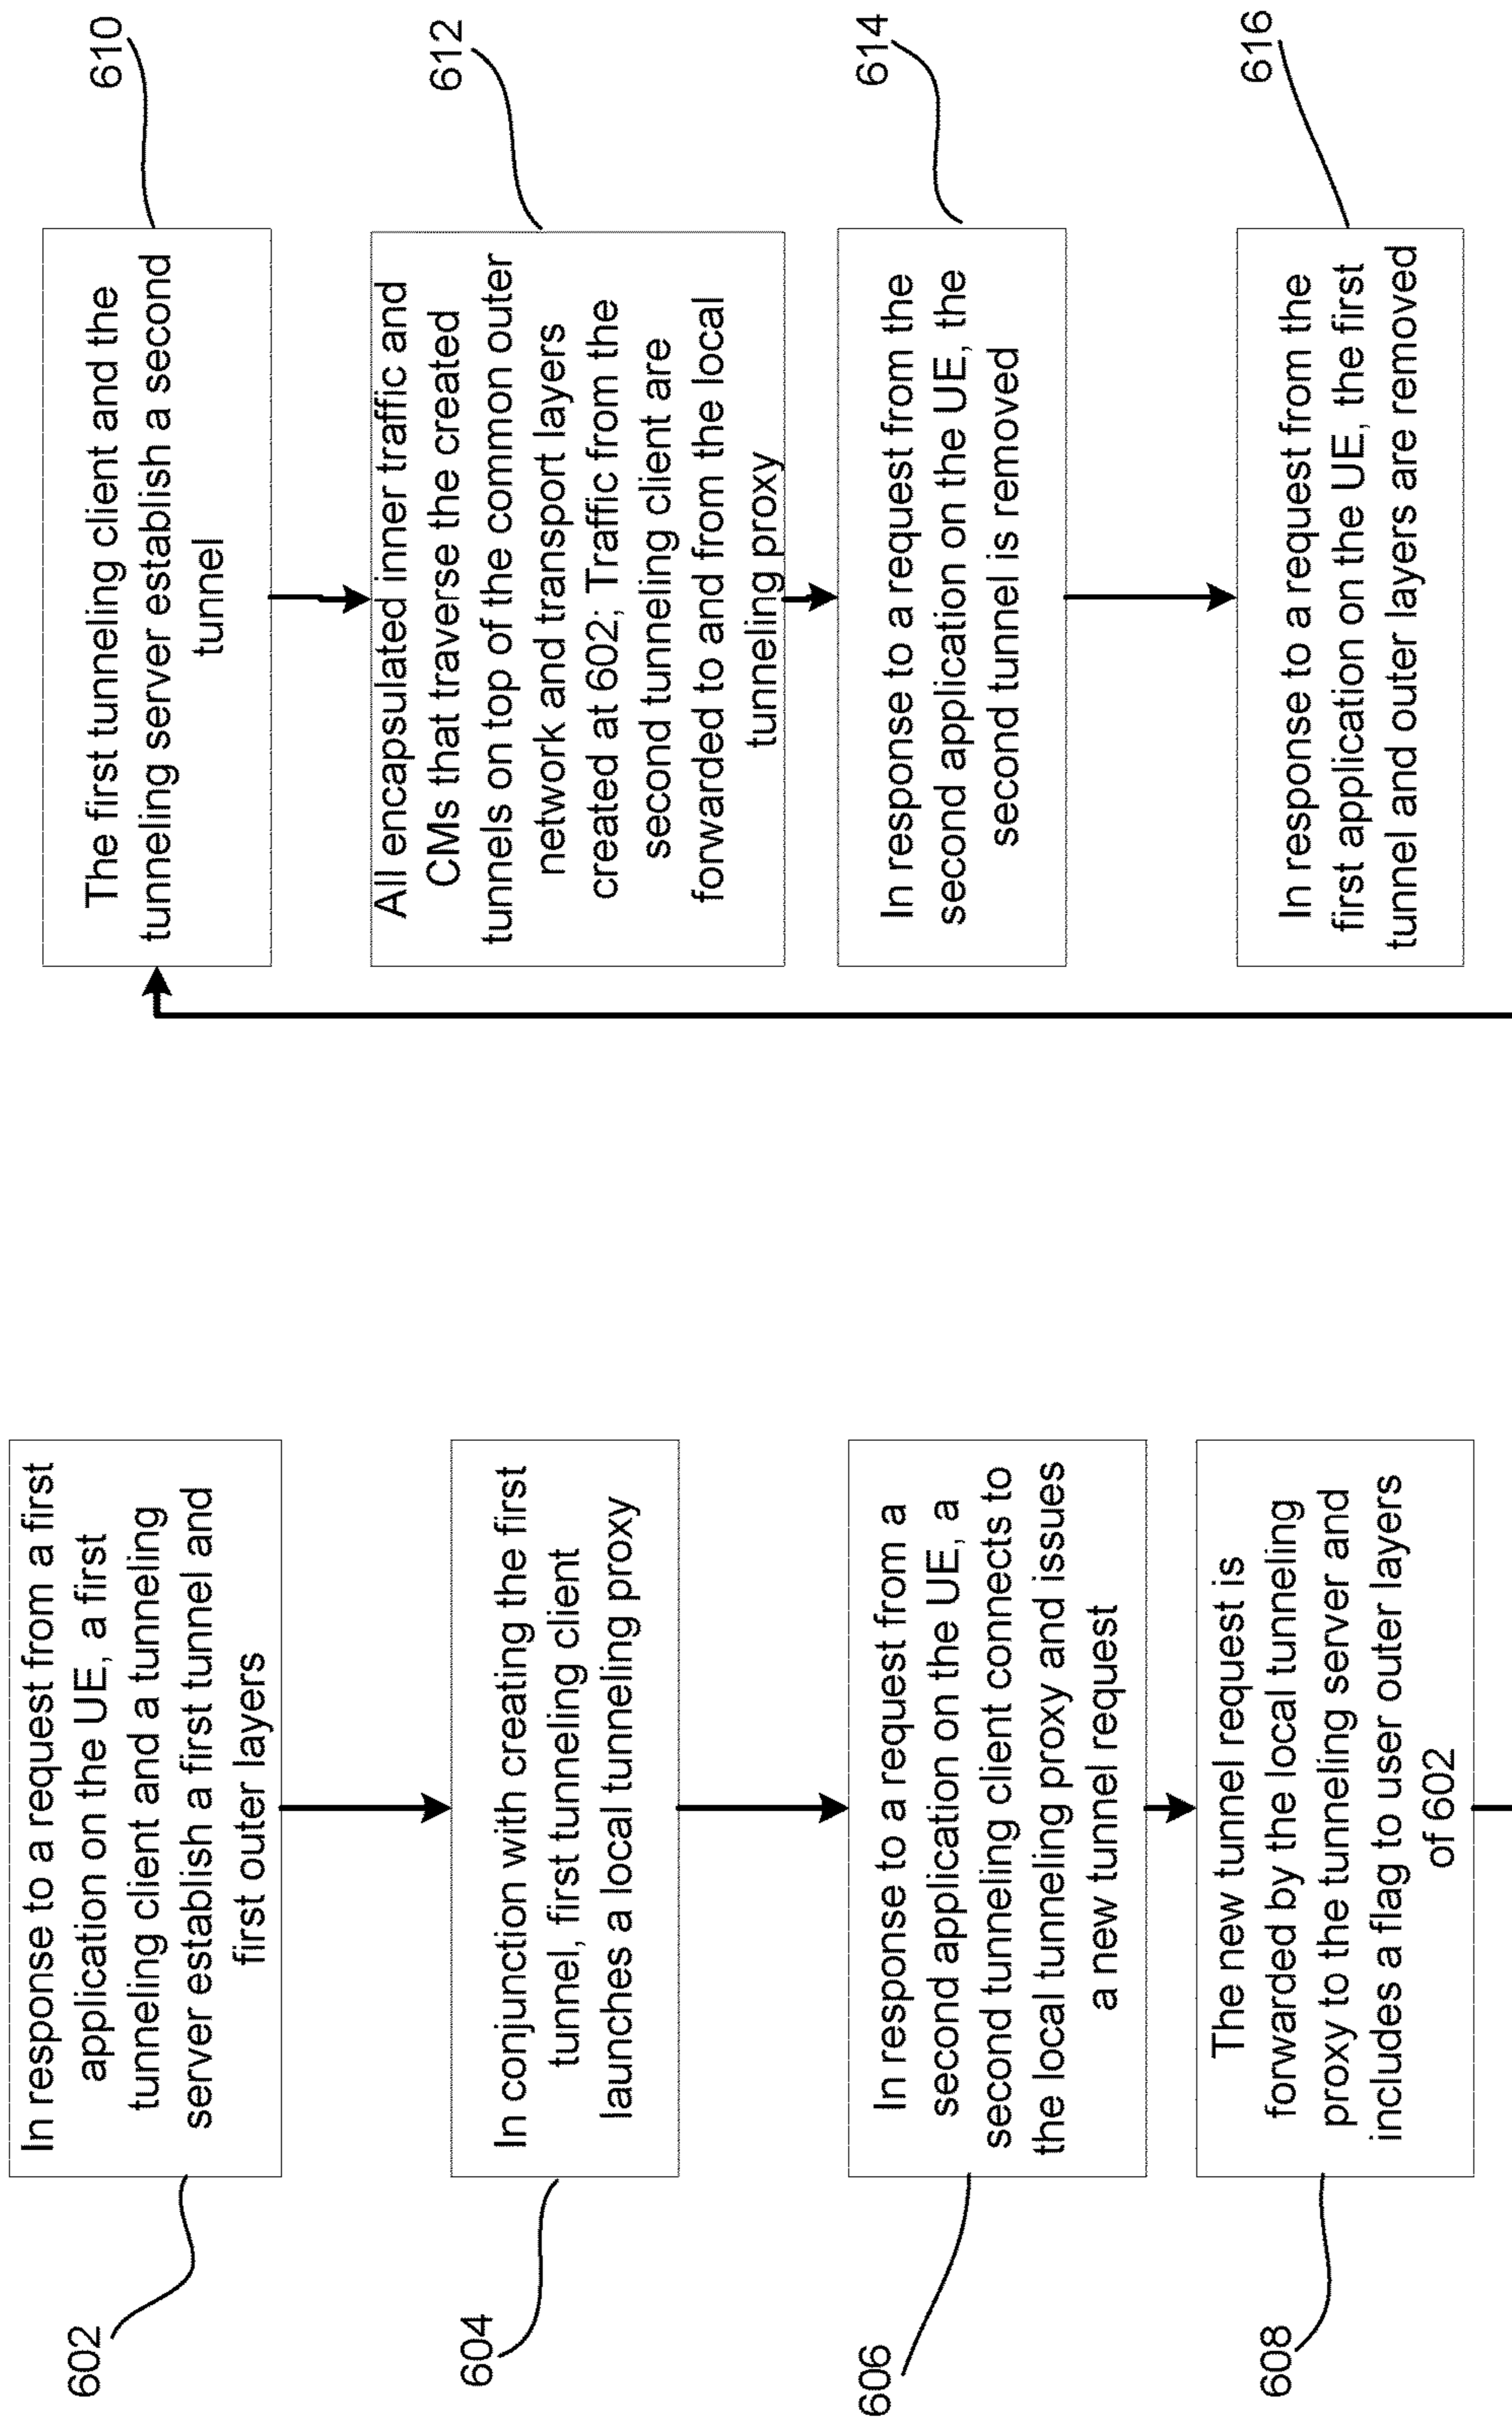 602
In response to a request from a first
application on the UE, a first
tunneling client and a tunneling
server establish a first tunnel and
first outer layers
604
In conjunction with creating the first
tunnel, first tunneling client
launches a local tunneling proxy
606
In response to a request from a
second application on the UE, a
second tunneling client connects to
the local tunneling proxy and issues
a new tunnel request
608
The new tunnel request is
forwarded by the local tunneling
proxy to the tunneling server and
includes a flag to user outer layers
of 602
610
The first tunneling client and the
tunneling server establish a second
tunnel
612
All encapsulated inner traffic and
CMs that traverse the created
tunnels on top of the common outer
network and transport layers
created at 602; Traffic from the
second tunneling client are
forwarded to and from the local
tunneling proxy
614
In response to a request from the
second application on the UE, the
second tunnel is removed
616
In response to a request from the
first application on the UE, the first
tunnel and outer layers are removed